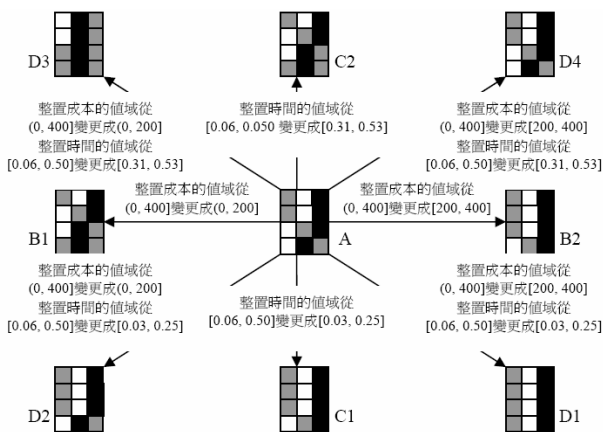 D3
C2
D4
整置成本的值域從
(0, 400]變更成(0, 200]
整置時間的值域從
[0.06, 0.50]變更成[0.31, 0.53]
整置時間的值域從
[0.06, 0.050 變更成[0.31, 0.53]
整置成本的值域從
(0, 400]變更成[200, 400]
整置時間的值域從
[0.06, 0.50]變更成[0.31, 0.53]
整置成本的值域從
(0, 400]變更成(0, 200]
整置成本的值域從
(0, 400]變更成[200, 400]
B1
A
B2
整置成本的值域從
(0, 400]變更成(0, 200]
整置時間的值域從
[0.06, 0.50]變更成[0.03, 0.25]
整置時間的值域從
[0.06, 0.50]變更成[0.03, 0.25]
整置成本的值域從
(0, 400]變更成[200, 400]
整置時間的值域從
[0.06, 0.50]變更成[0.03, 0.25]
D2
C1
D1